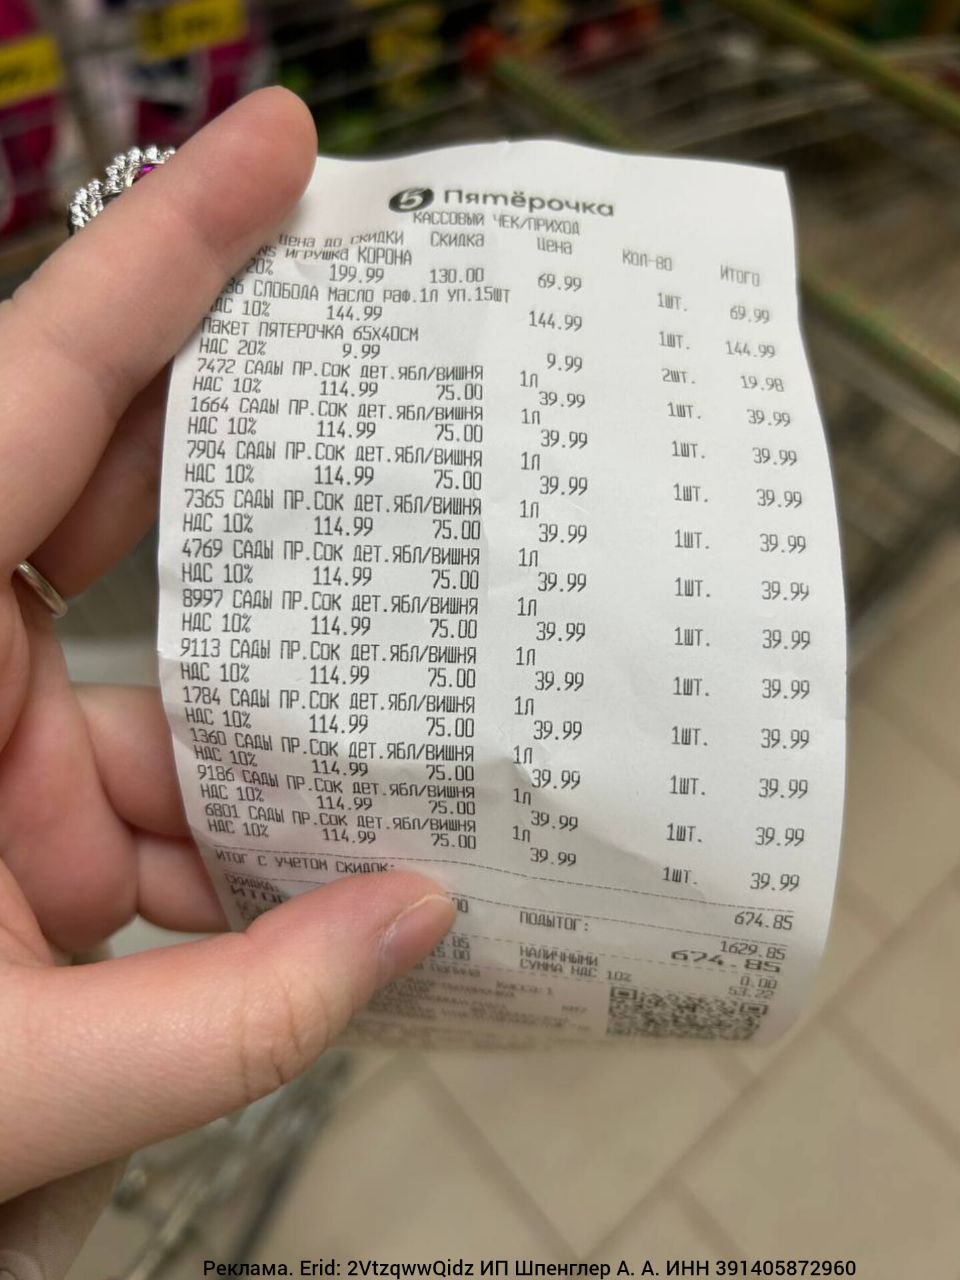 5 Пятёрочка
КАССОВЫЙ ЧЕК/ПРИХОД
цена до скидки Скидка Цена Кол-во Итого
ИГРУШКА КОРОНА
20% 199.99 130.00 69.99 1шт. 69.99
36 СЛОБОДА Масло раф.1л уп.15шт
НДС 10% 144.99 144.99 1шт. 144.99
Пакет ПЯТЕРОЧКА 65х40см
НДС 20% 9.99 9.99 2шт. 19.98
7472 САДЫ ПР.Сок дет.ябл/вишня 1л
НДС 10% 114.99 75.00 39.99 1шт. 39.99
1664 САДЫ ПР.Сок дет.ябл/вишня 1л
НДС 10% 114.99 75.00 39.99 1шт. 39.99
7904 САДЫ ПР.Сок дет.ябл/вишня 1л
НДС 10% 114.99 75.00 39.99 1шт. 39.99
7365 САДЫ ПР.Сок дет.ябл/вишня 1л
НДС 10% 114.99 75.00 39.99 1шт. 39.99
4769 САДЫ ПР.Сок дет.ябл/вишня 1л
НДС 10% 114.99 75.00 39.99 1шт. 39.99
8997 САДЫ ПР.Сок дет.ябл/вишня 1л
НДС 10% 114.99 75.00 39.99 1шт. 39.99
9113 САДЫ ПР.Сок дет.ябл/вишня 1л
НДС 10% 114.99 75.00 39.99 1шт. 39.99
1784 САДЫ ПР.Сок дет.ябл/вишня 1л
НДС 10% 114.99 75.00 39.99 1шт. 39.99
1360 САДЫ ПР.Сок дет.ябл/вишня 1л
НДС 10% 114.99 75.00 39.99 1шт. 39.99
9186 САДЫ ПР.Сок дет.ябл/вишня 1л
НДС 10% 114.99 75.00 39.99 1шт. 39.99
6801 САДЫ ПР.Сок дет.ябл/вишня 1л
НДС 10% 114.99 75.00 39.99 1шт. 39.99
ИТОГ С УЧЕТОМ СКИДОК: 674.85
СКИДКА: ПОДЫТОГ: 1629.85
ИТОГ 674.85
НАЛИЧНЫМИ 0.00
СУММА НДС 10% 53.22
Касса:1
Реклама. Erid: 2VtzqwwQidz ИП Шпенглер А. А. ИНН 391405872960